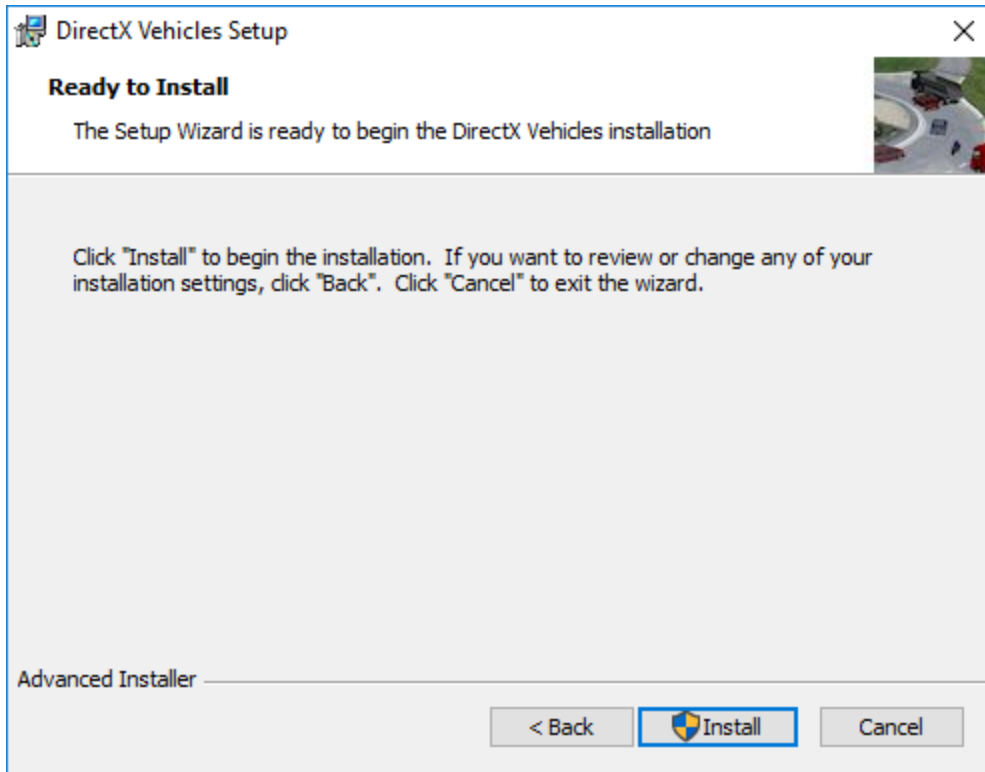 DirectX Vehicles Setup
Ready to Install
The Setup Wizard is ready to begin the DirectX Vehicles installation
Click "Install" to begin the installation.  If you want to review or change any of your
installation settings, click "Back".  Click "Cancel" to exit the wizard.
Advanced Installer
< Back
Install
Cancel